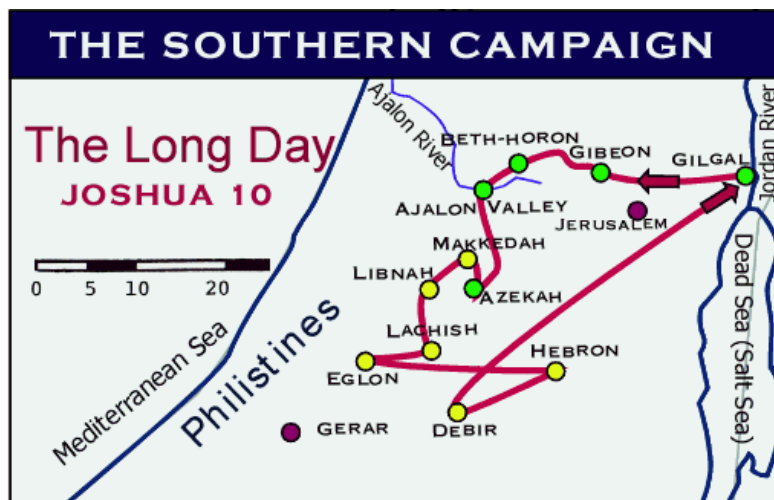 THE SOUTHERN CAMPAIGN
The Long Day
JOSHUA 10
0 5 10 20
Ajalon River
BETH-HORON
GIBEON
GILGAL
Jordan River
AJALON VALLEY
JERUSALEM
MAKKEDAH
LIBNAH
AZEKAH
LACHISH
HEBRON
EGLON
DEBIR
GERAR
Mediterranean Sea
Philistines
Dead Sea (Salt Sea)